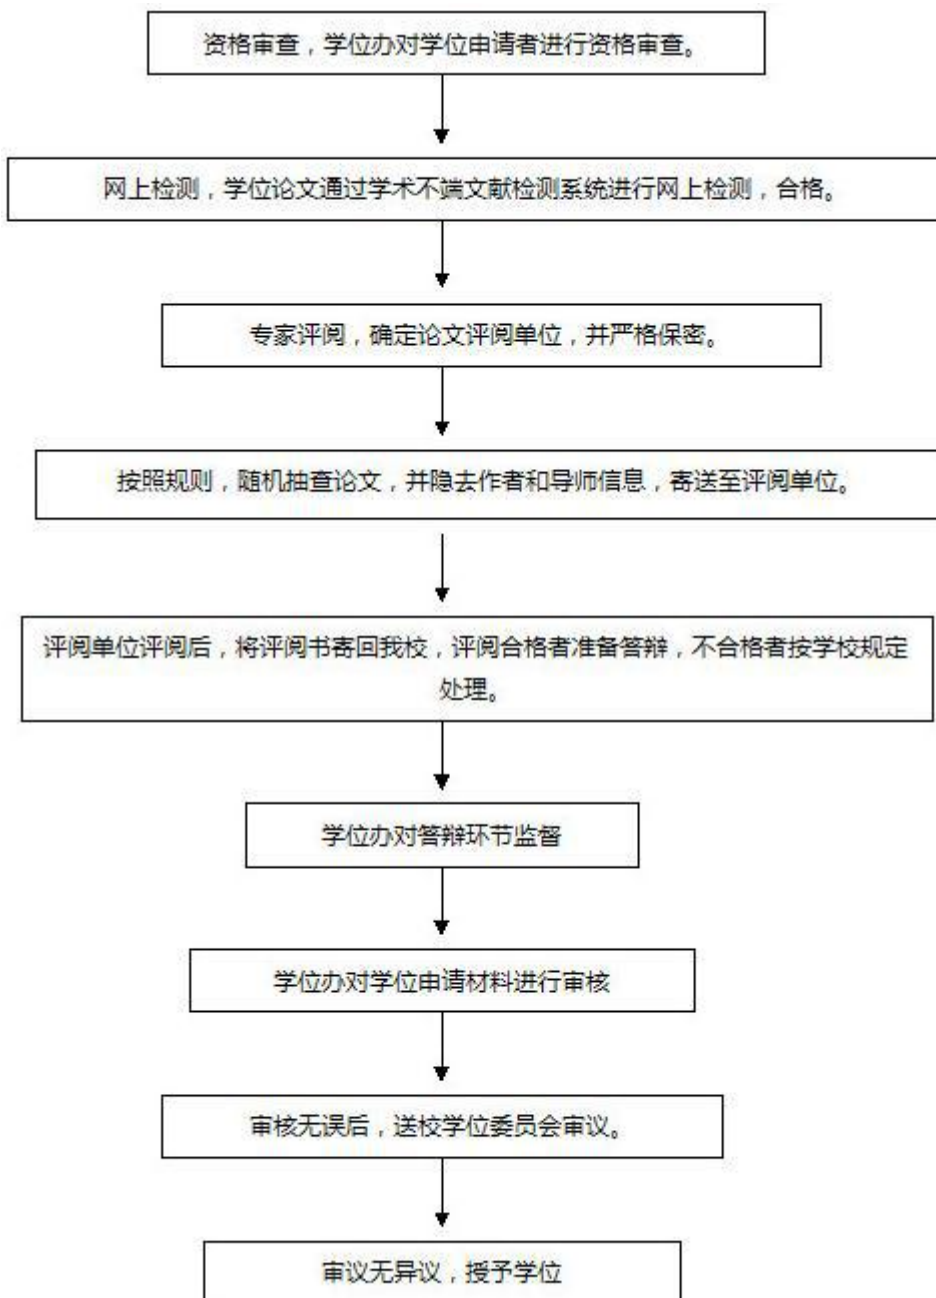 资格审查，学位办对学位申请者进行资格审查。
网上检测，学位论文通过学术不端文献检测系统进行网上检测，合格。
专家评阅，确定论文评阅单位，并严格保密。
按照规则，随机抽查论文，并隐去作者和导师信息，寄送至评阅单位。
评阅单位评阅后，将评阅书寄回我校，评阅合格者准备答辩，不合格者按学校规定
处理。
学位办对答辩环节监督
学位办对学位申请材料进行审核
审核无误后，送校学位委员会审议。
审议无异议，授予学位